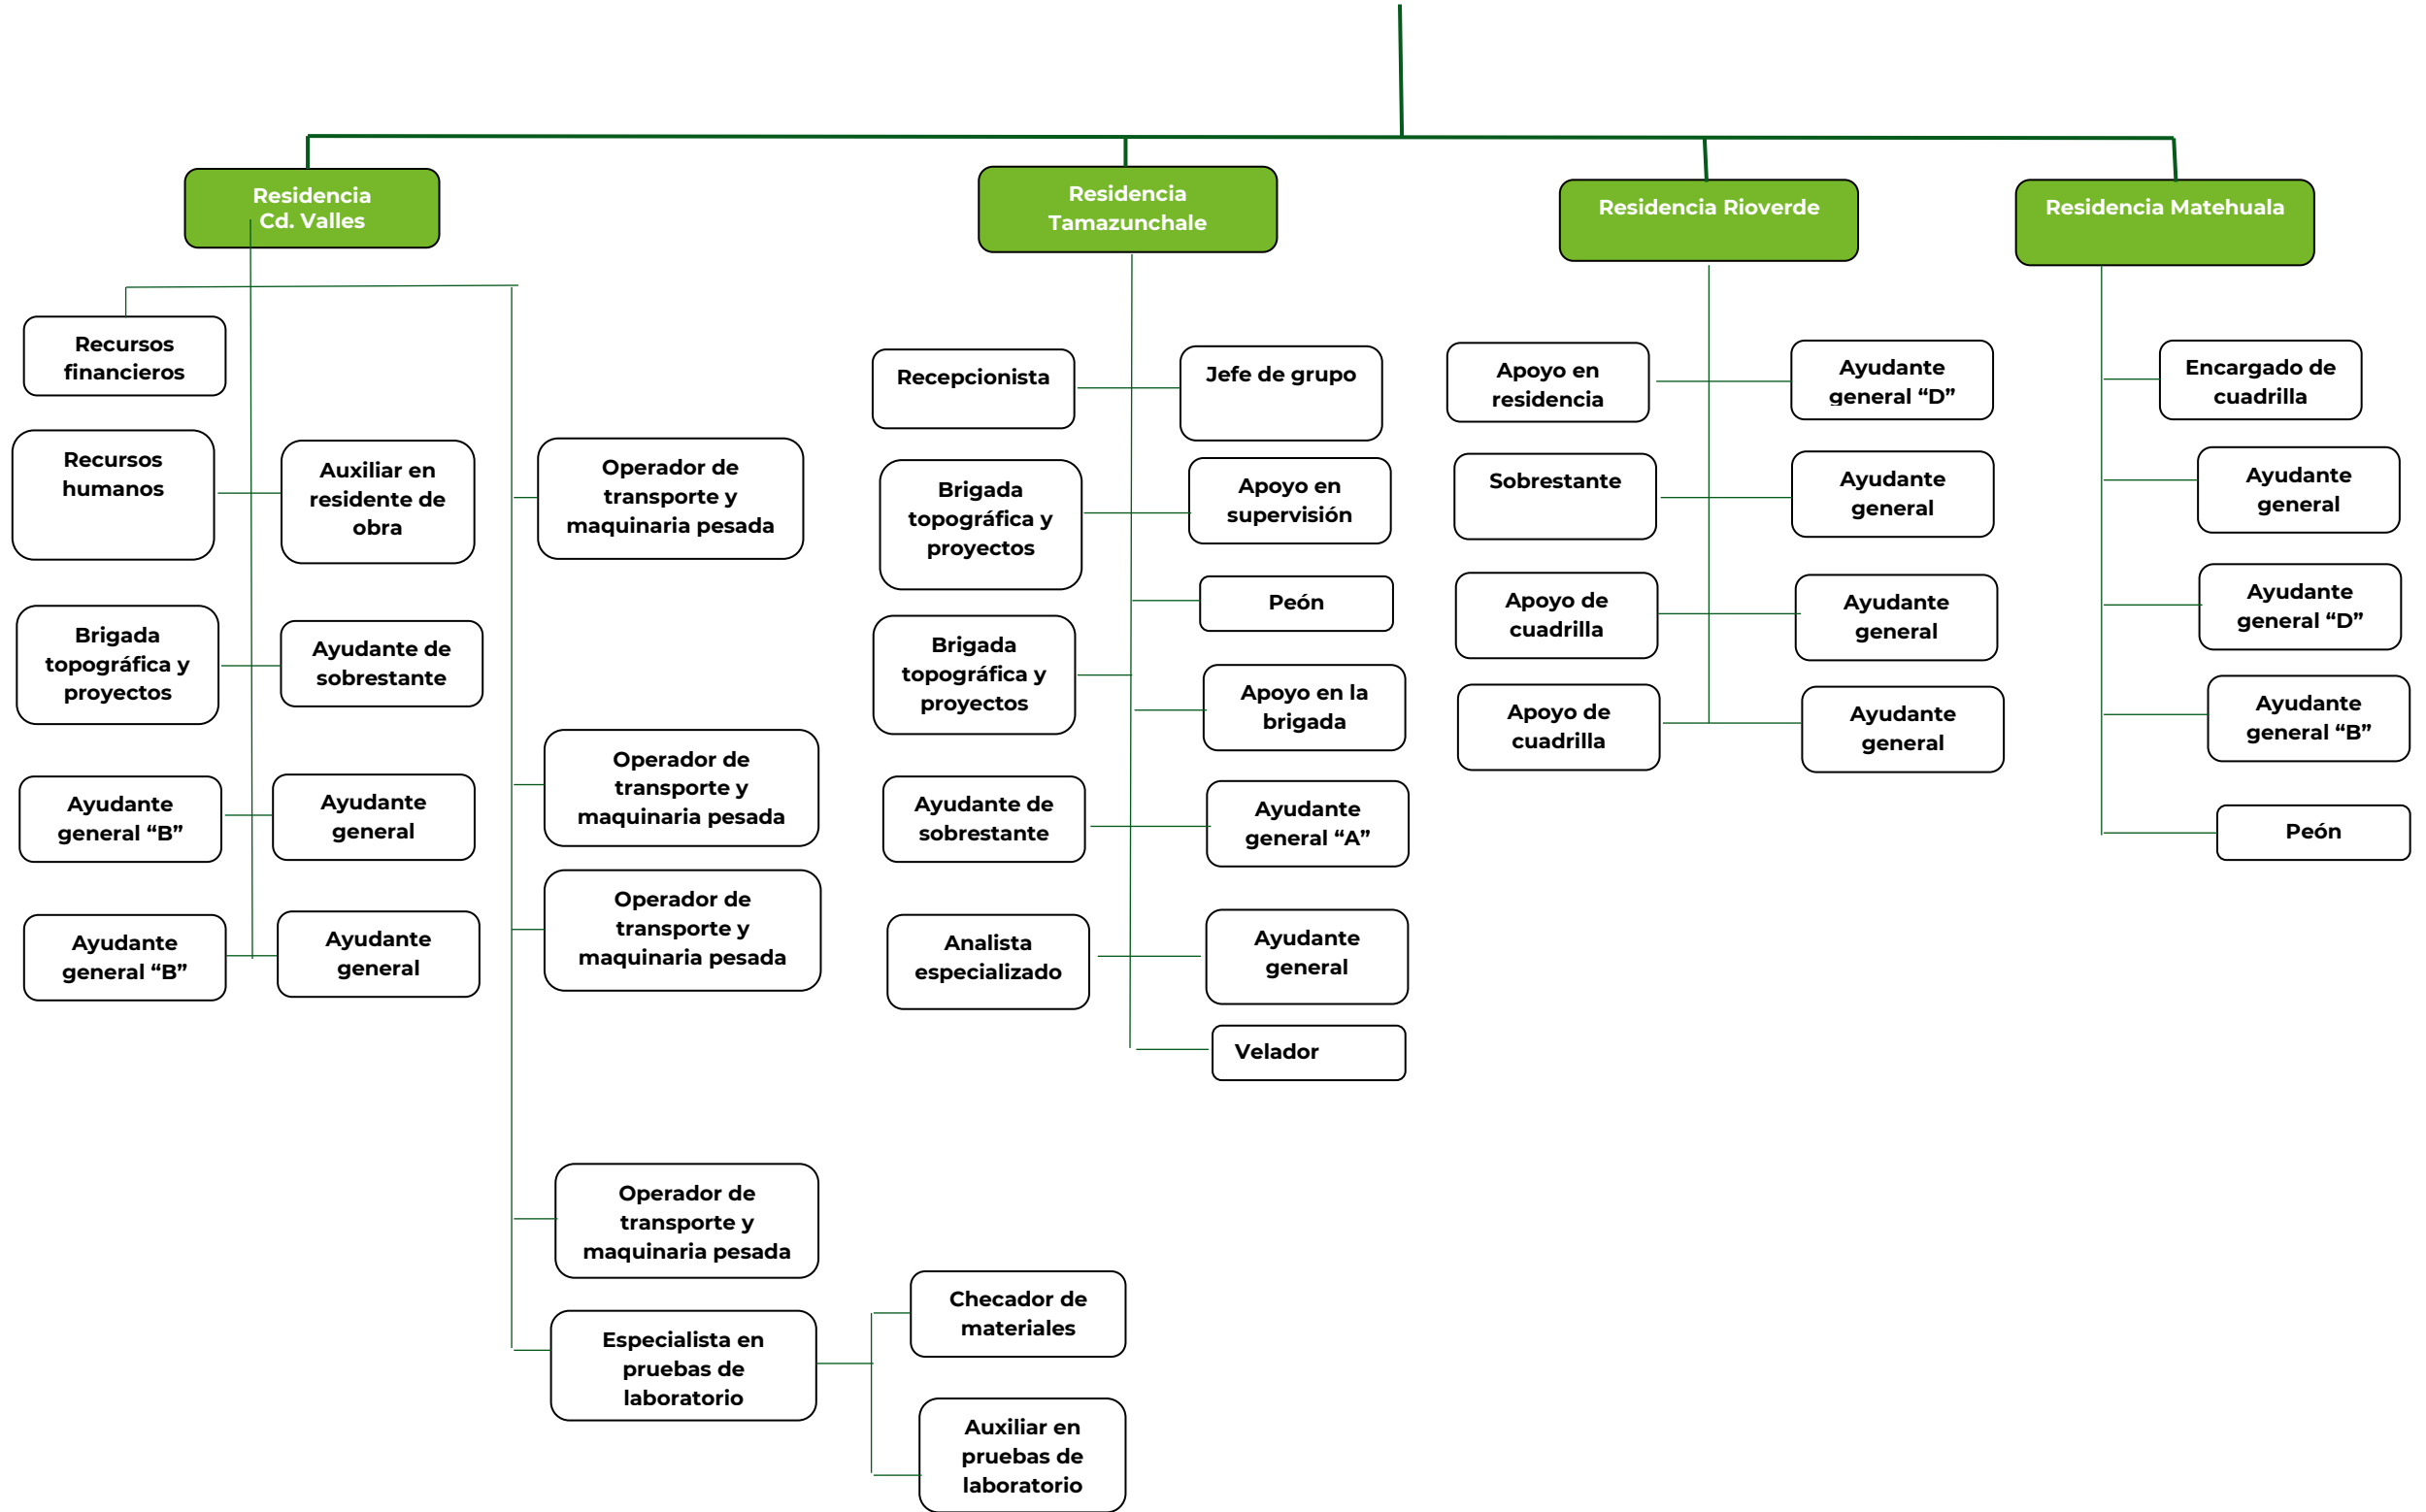 Residencia
Cd. Valles
Residencia
Tamazunchale
Residencia Rioverde
Residencia Matehuala
Recursos
financieros
Recursos
humanos
Auxiliar en
residente de
obra
Operador de
transporte y
maquinaria pesada
Brigada
topográfica y
proyectos
Ayudante de
sobrestante
Ayudante
general “B”
Ayudante
general
Operador de
transporte y
maquinaria pesada
Ayudante
general “B”
Ayudante
general
Operador de
transporte y
maquinaria pesada
Operador de
transporte y
maquinaria pesada
Especialista en
pruebas de
laboratorio
Checador de
materiales
Auxiliar en
pruebas de
laboratorio
Recepcionista
Jefe de grupo
Brigada
topográfica y
proyectos
Apoyo en
supervisión
Peón
Brigada
topográfica y
proyectos
Apoyo en la
brigada
Ayudante de
sobrestante
Ayudante
general “A”
Analista
especializado
Ayudante
general
Velador
Apoyo en
residencia
Ayudante
general “D”
Sobrestante
Ayudante
general
Apoyo de
cuadrilla
Ayudante
general
Apoyo de
cuadrilla
Ayudante
general
Encargado de
cuadrilla
Ayudante
general
Ayudante
general “D”
Ayudante
general “B”
Peón